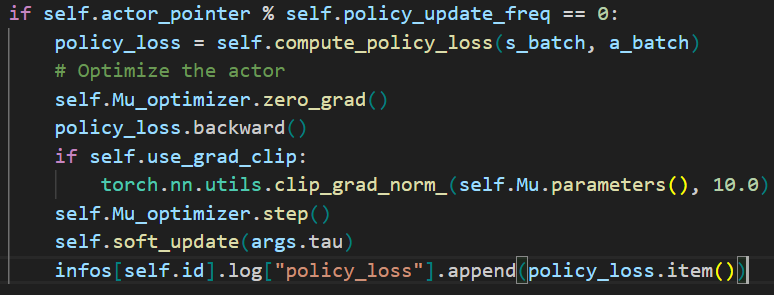 if self.actor_pointer % self.policy_update_freq == 0:
policy_loss = self.compute_policy_loss(s_batch, a_batch)
# Optimize the actor
self.Mu_optimizer.zero_grad()
policy_loss.backward()
if self.use_grad_clip:
torch.nn.utils.clip_grad_norm_(self.Mu.parameters(), 10.0)
self.Mu_optimizer.step()
self.soft_update(args.tau)
infos[self.id].log["policy_loss"].append(policy_loss.item())